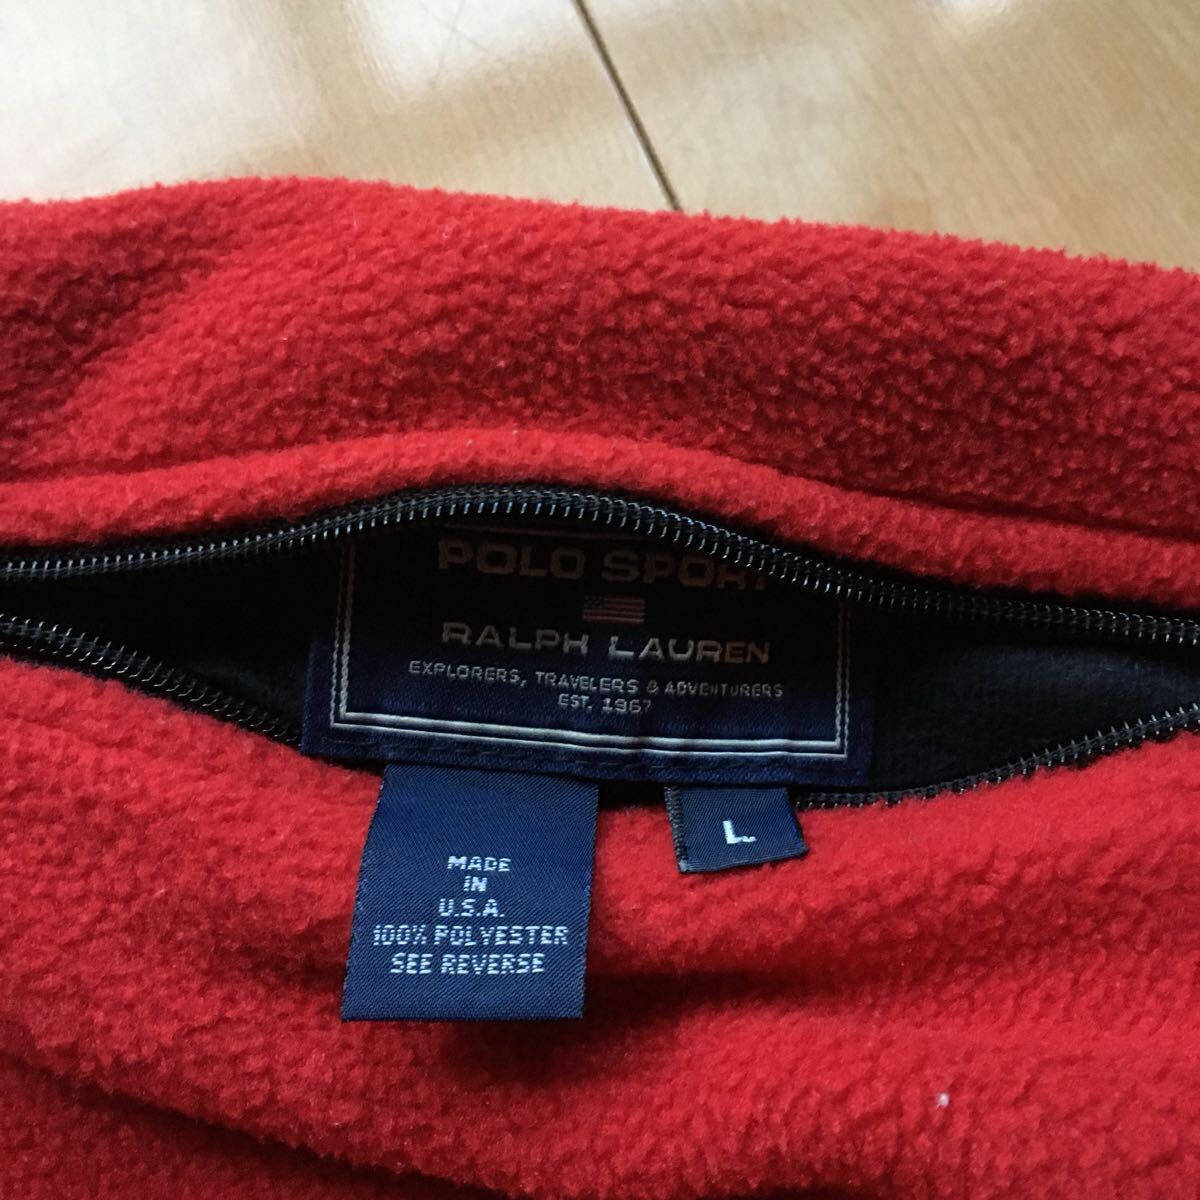 POLO SPORT
RALPH LAUREN
EXPLORERS, TRAVELERS & ADVENTURERS
EST. 1967
L
MADE
IN
U.S.A.
100% POLYESTER
SEE REVERSE